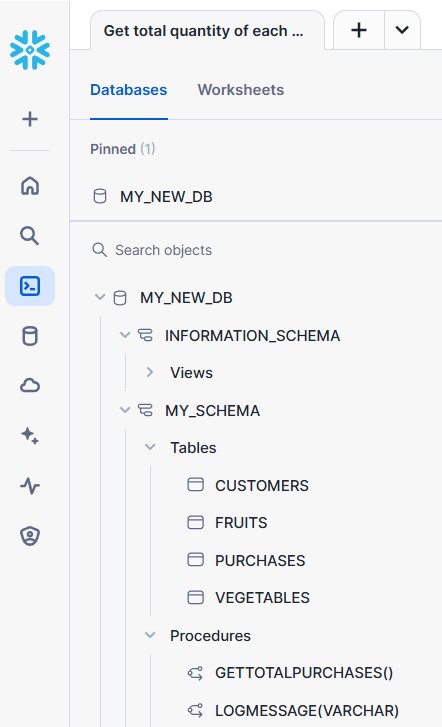 Get total quantity of each ...
Databases Worksheets
Pinned (1)
MY_NEW_DB
Search objects
MY_NEW_DB
INFORMATION_SCHEMA
Views
MY_SCHEMA
Tables
CUSTOMERS
FRUITS
PURCHASES
VEGETABLES
Procedures
GETTOTALPURCHASES()
LOGMESSAGE(VARCHAR)